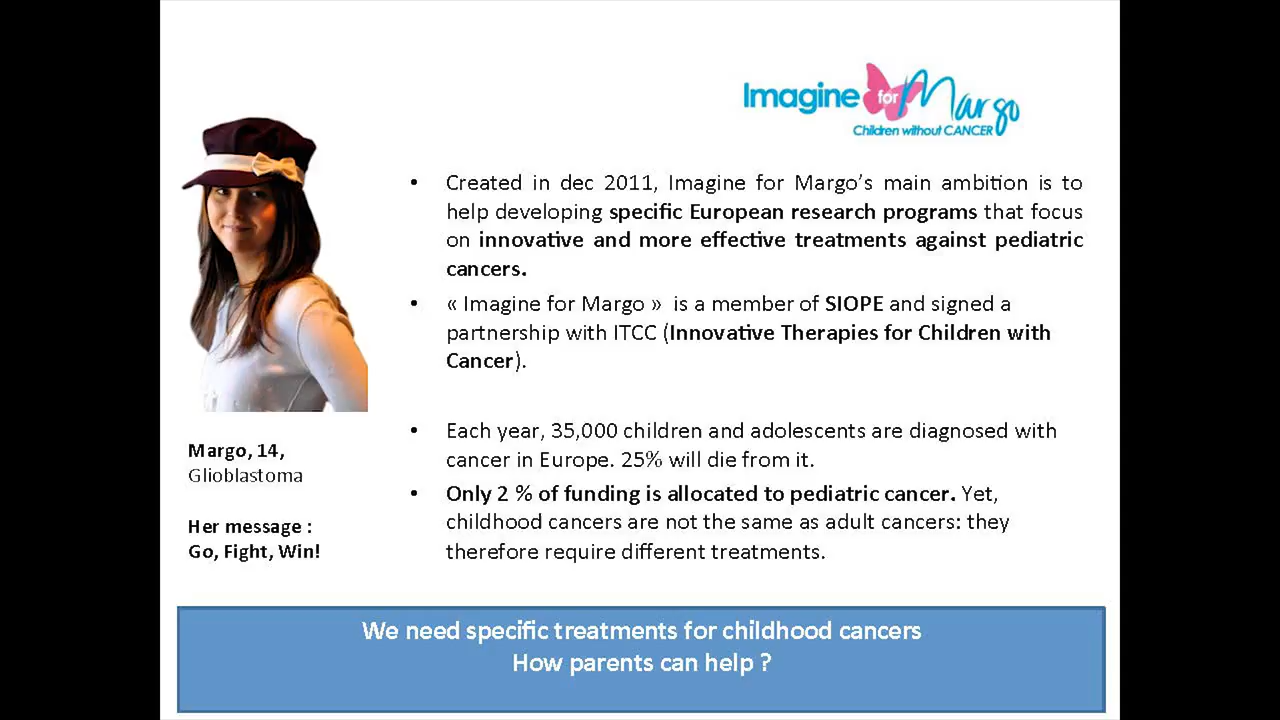 Imagine for Margo
Children without CANCER
• Created in dec 2011, Imagine for Margo’s main ambition is to
help developing specific European research programs that focus
on innovative and more effective treatments against pediatric
cancers.
• « Imagine for Margo » is a member of SIOPE and signed a
partnership with ITCC (Innovative Therapies for Children with
Cancer).
• Each year, 35,000 children and adolescents are diagnosed with
cancer in Europe. 25% will die from it.
• Only 2 % of funding is allocated to pediatric cancer. Yet,
childhood cancers are not the same as adult cancers: they
therefore require different treatments.
Margo, 14,
Glioblastoma
Her message :
Go, Fight, Win!
We need specific treatments for childhood cancers
How parents can help ?